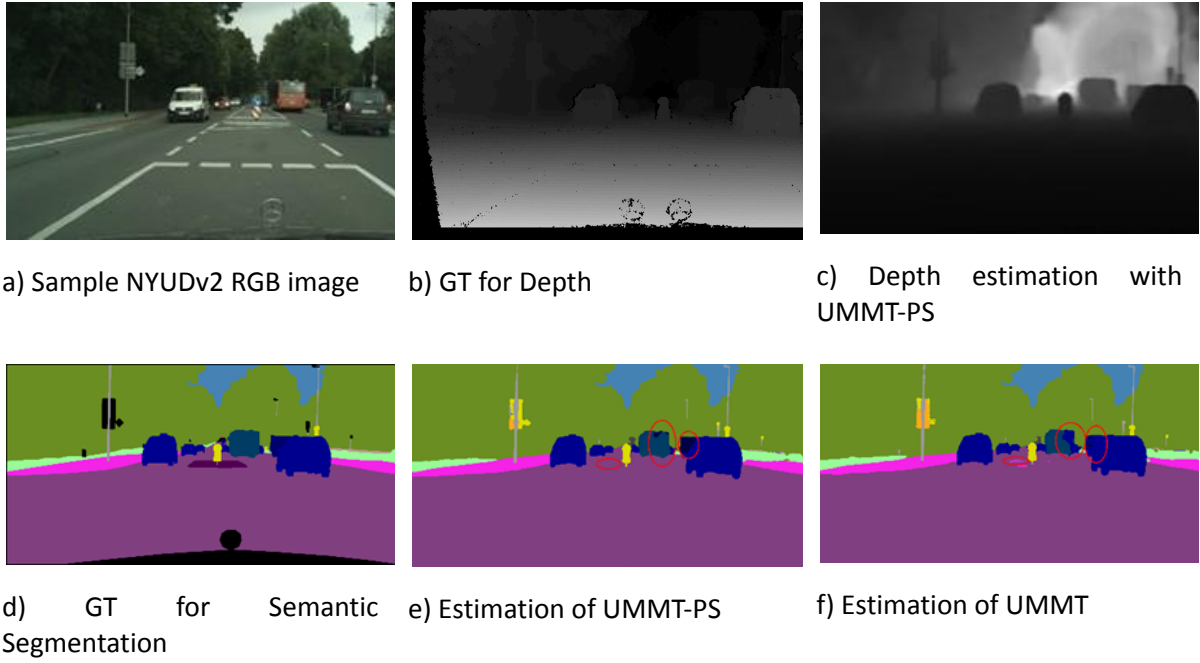 a) Sample NYUDv2 RGB image
b) GT for Depth
c) Depth estimation with
UMMT-PS
d) GT for Semantic
Segmentation
e) Estimation of UMMT-PS
f) Estimation of UMMT